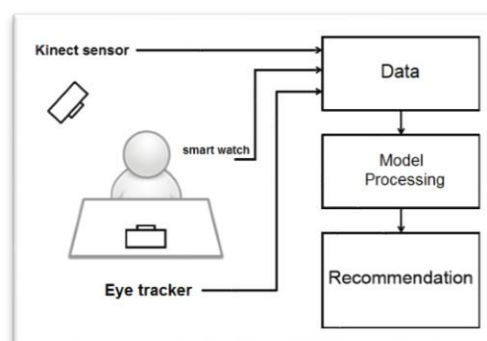 Kinect sensor
Data
smart watch
Model
Processing
Eye tracker
Recommendation